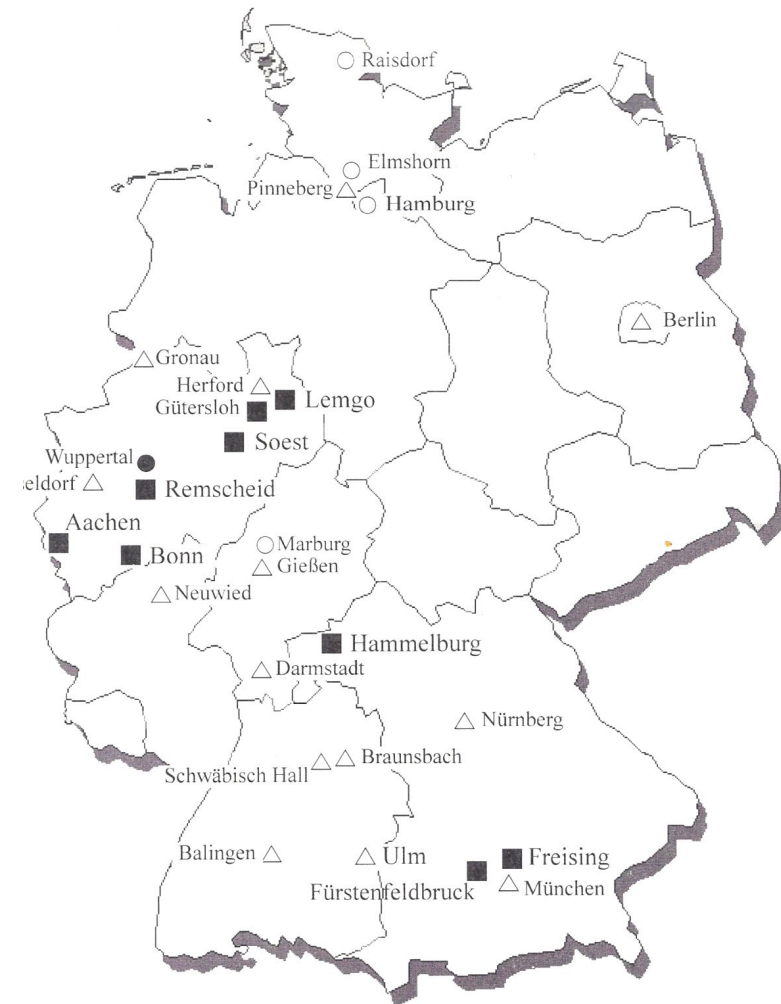 Raisdorf
Elmshorn
Pinneberg
Hamburg
Berlin
Gronau
Herford
Lemgo
Gütersloh
Soest
Wuppertal
seldorf
Remscheid
Aachen
Bonn
Marburg
Gießen
Neuwied
Hammelburg
Darmstadt
Nürnberg
Braunsbach
Schwäbisch Hall
Balingen
Ulm
Freising
Fürstenfeldbruck
München